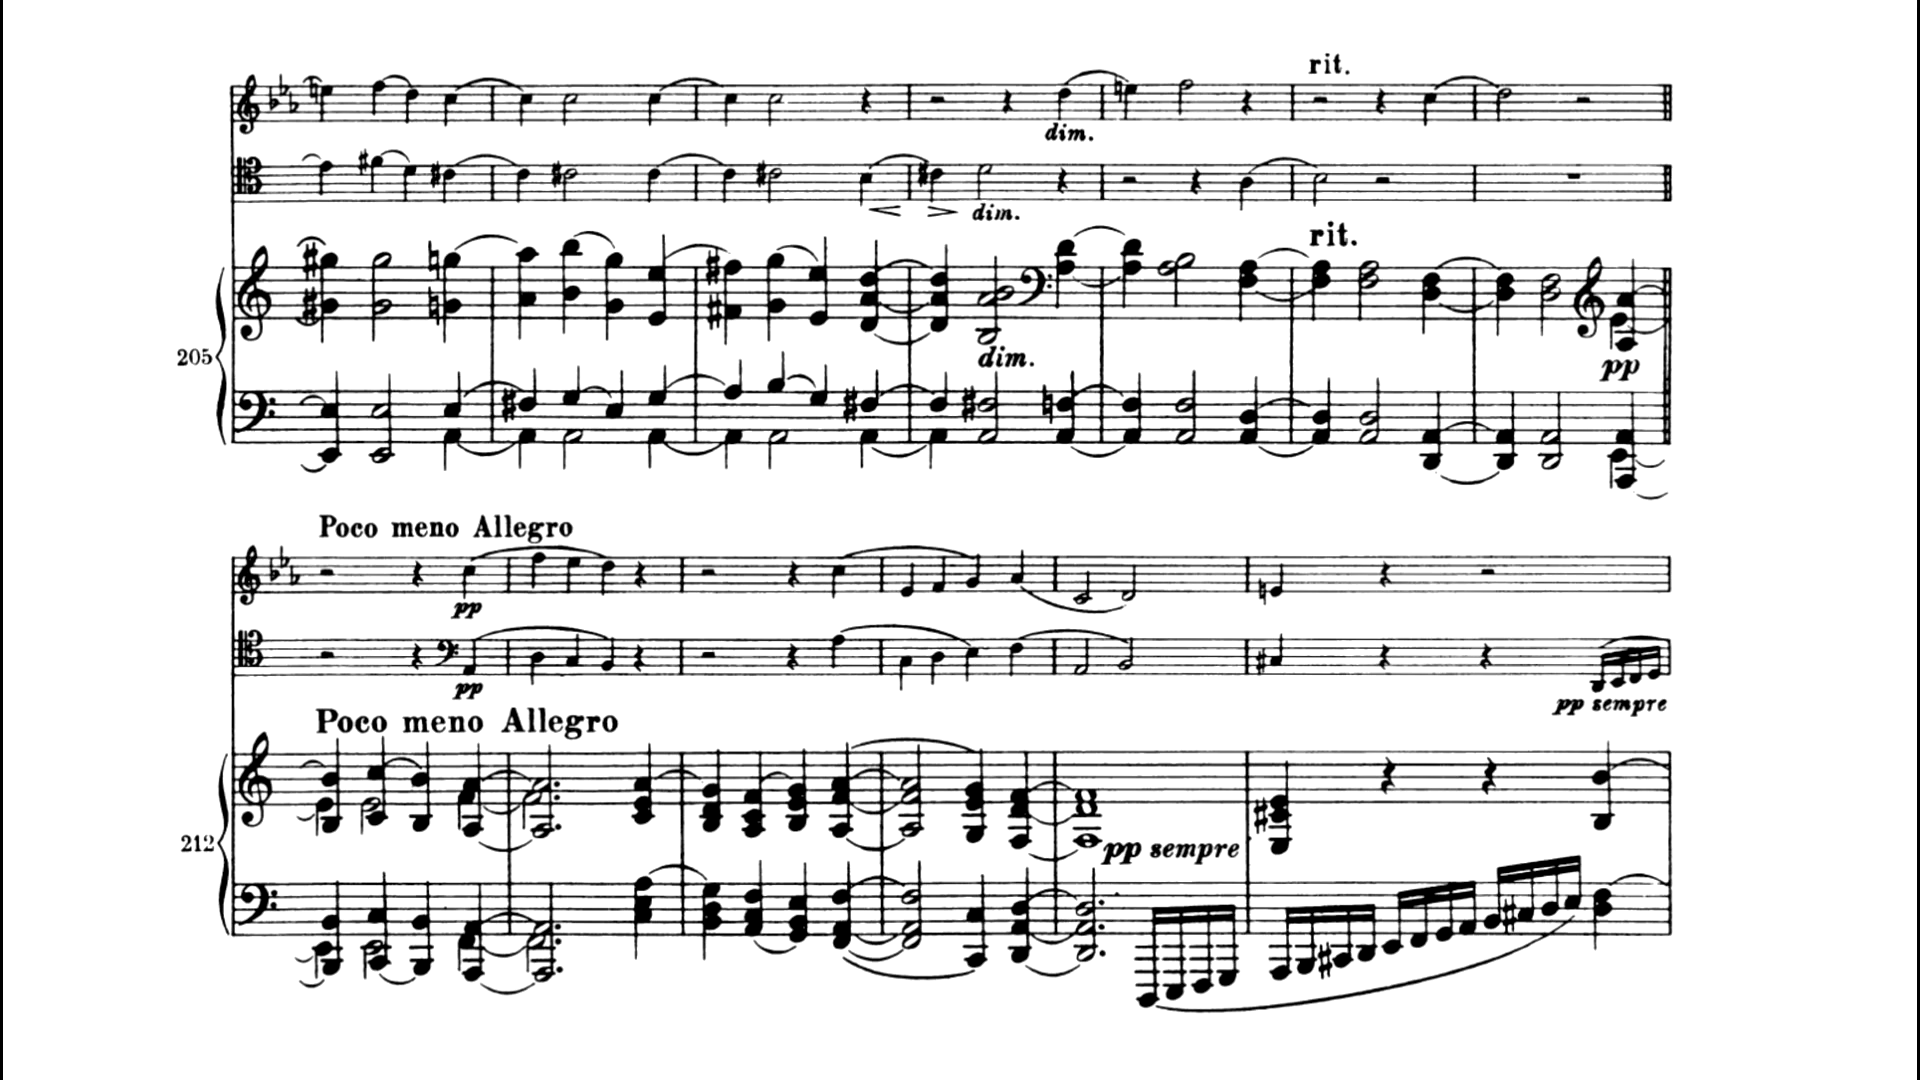 rit.
dim.
dim.
rit.
205
dim.
pp
Poco meno Allegro
pp
pp
pp sempre
Poco meno Allegro
212
pp sempre